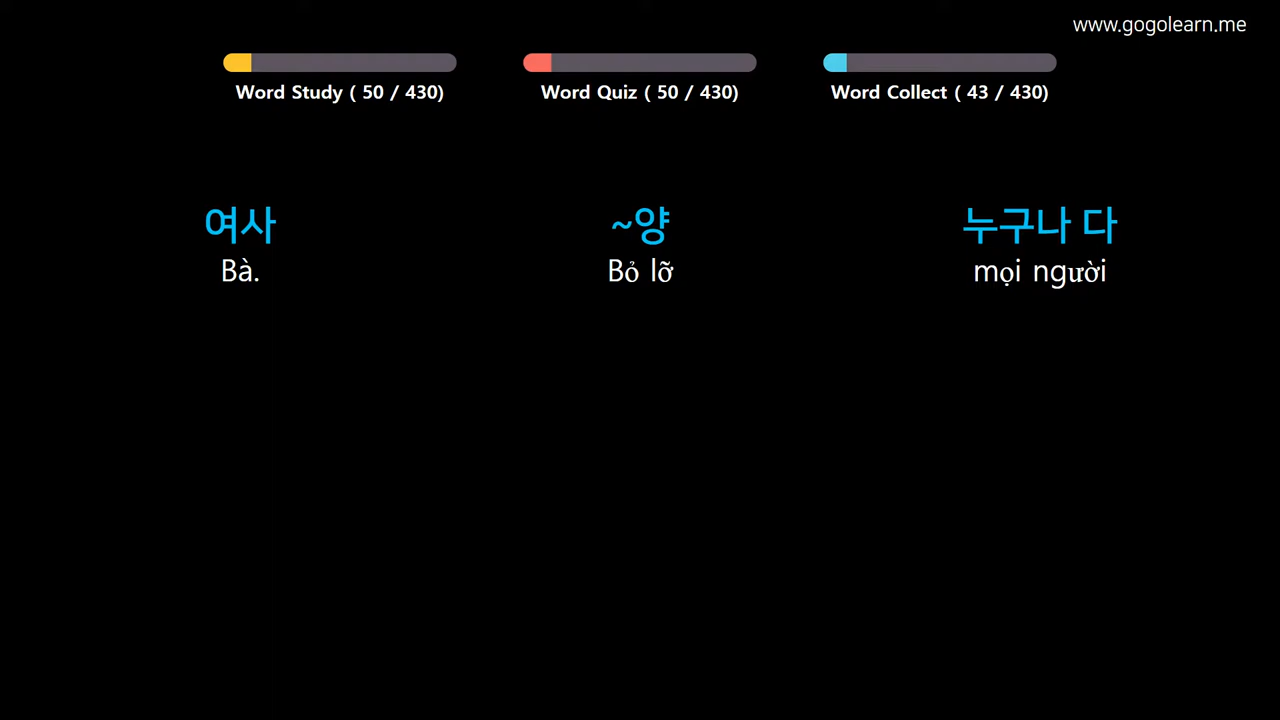 www.gogolearn.me
Word Study ( 50 / 430)
Word Quiz ( 50 / 430)
Word Collect ( 43 / 430)
여사
~양
누구나 다
Bà.
Bỏ lỡ
mọi người